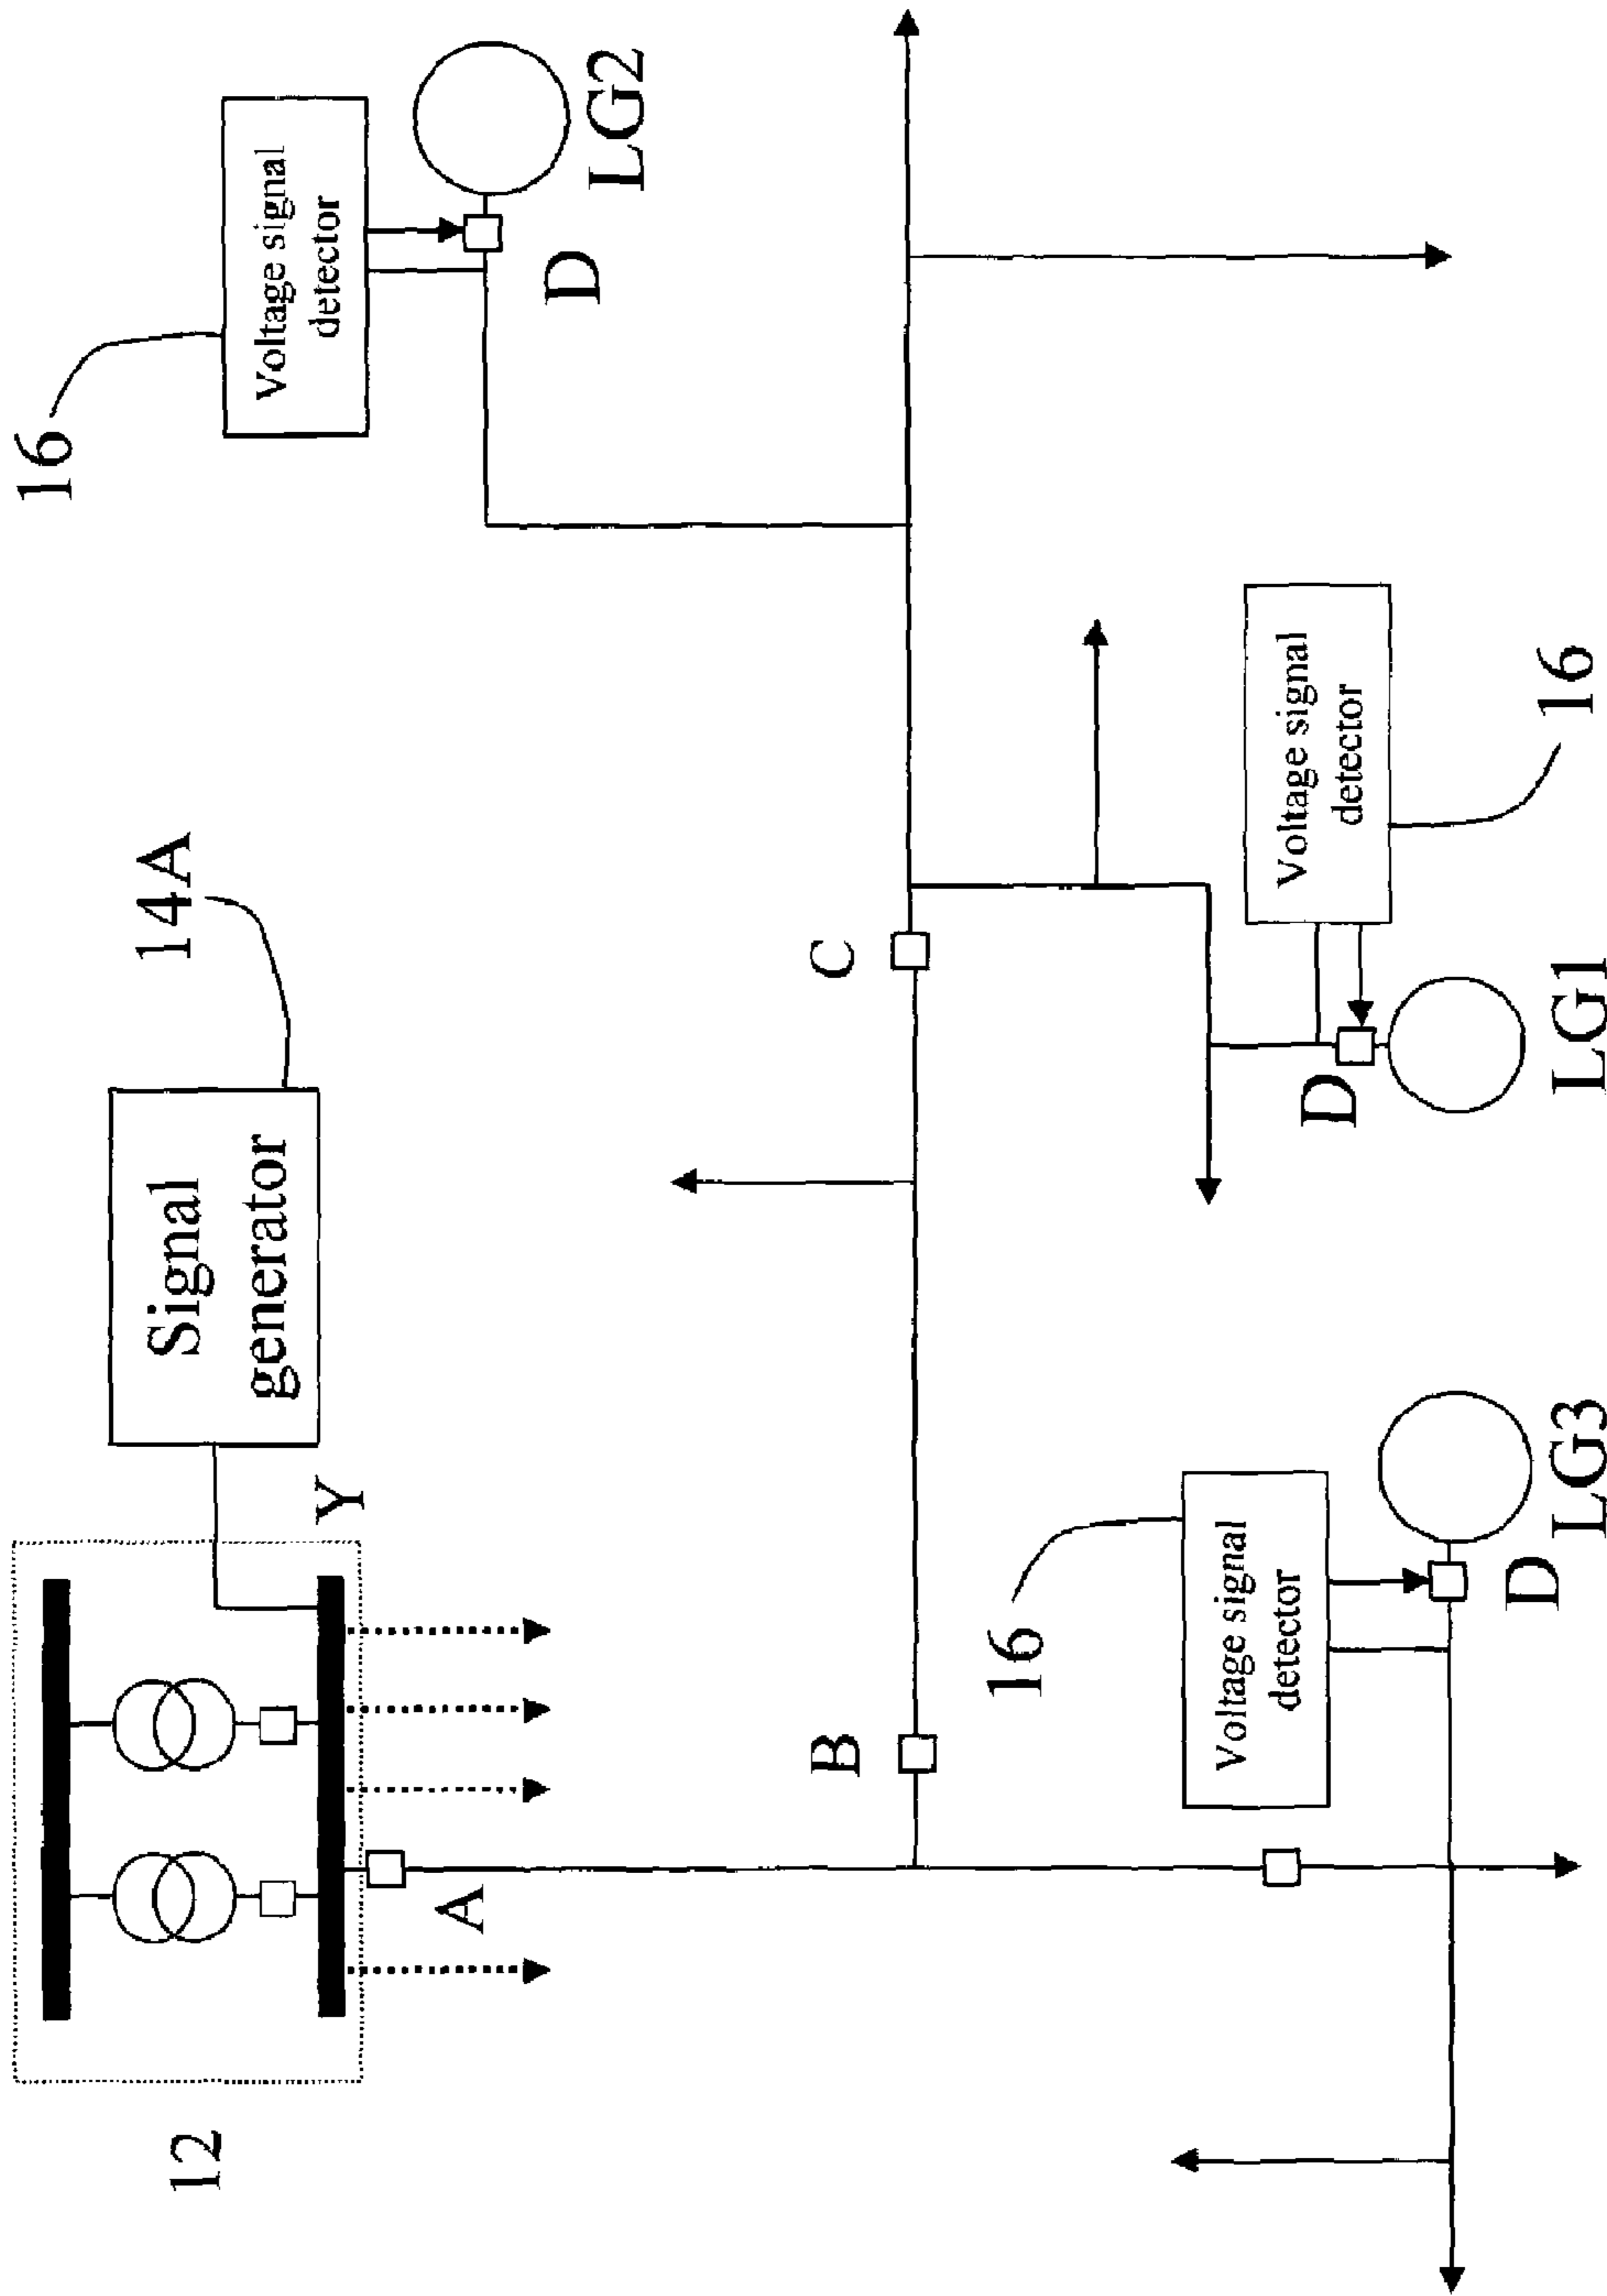 12
Y
Signal
generator
14A
16
Voltage signal
detector
LG2
D
A
B
C
16
Voltage signal
detector
D
LG3
D
Voltage signal
detector
16
LG1